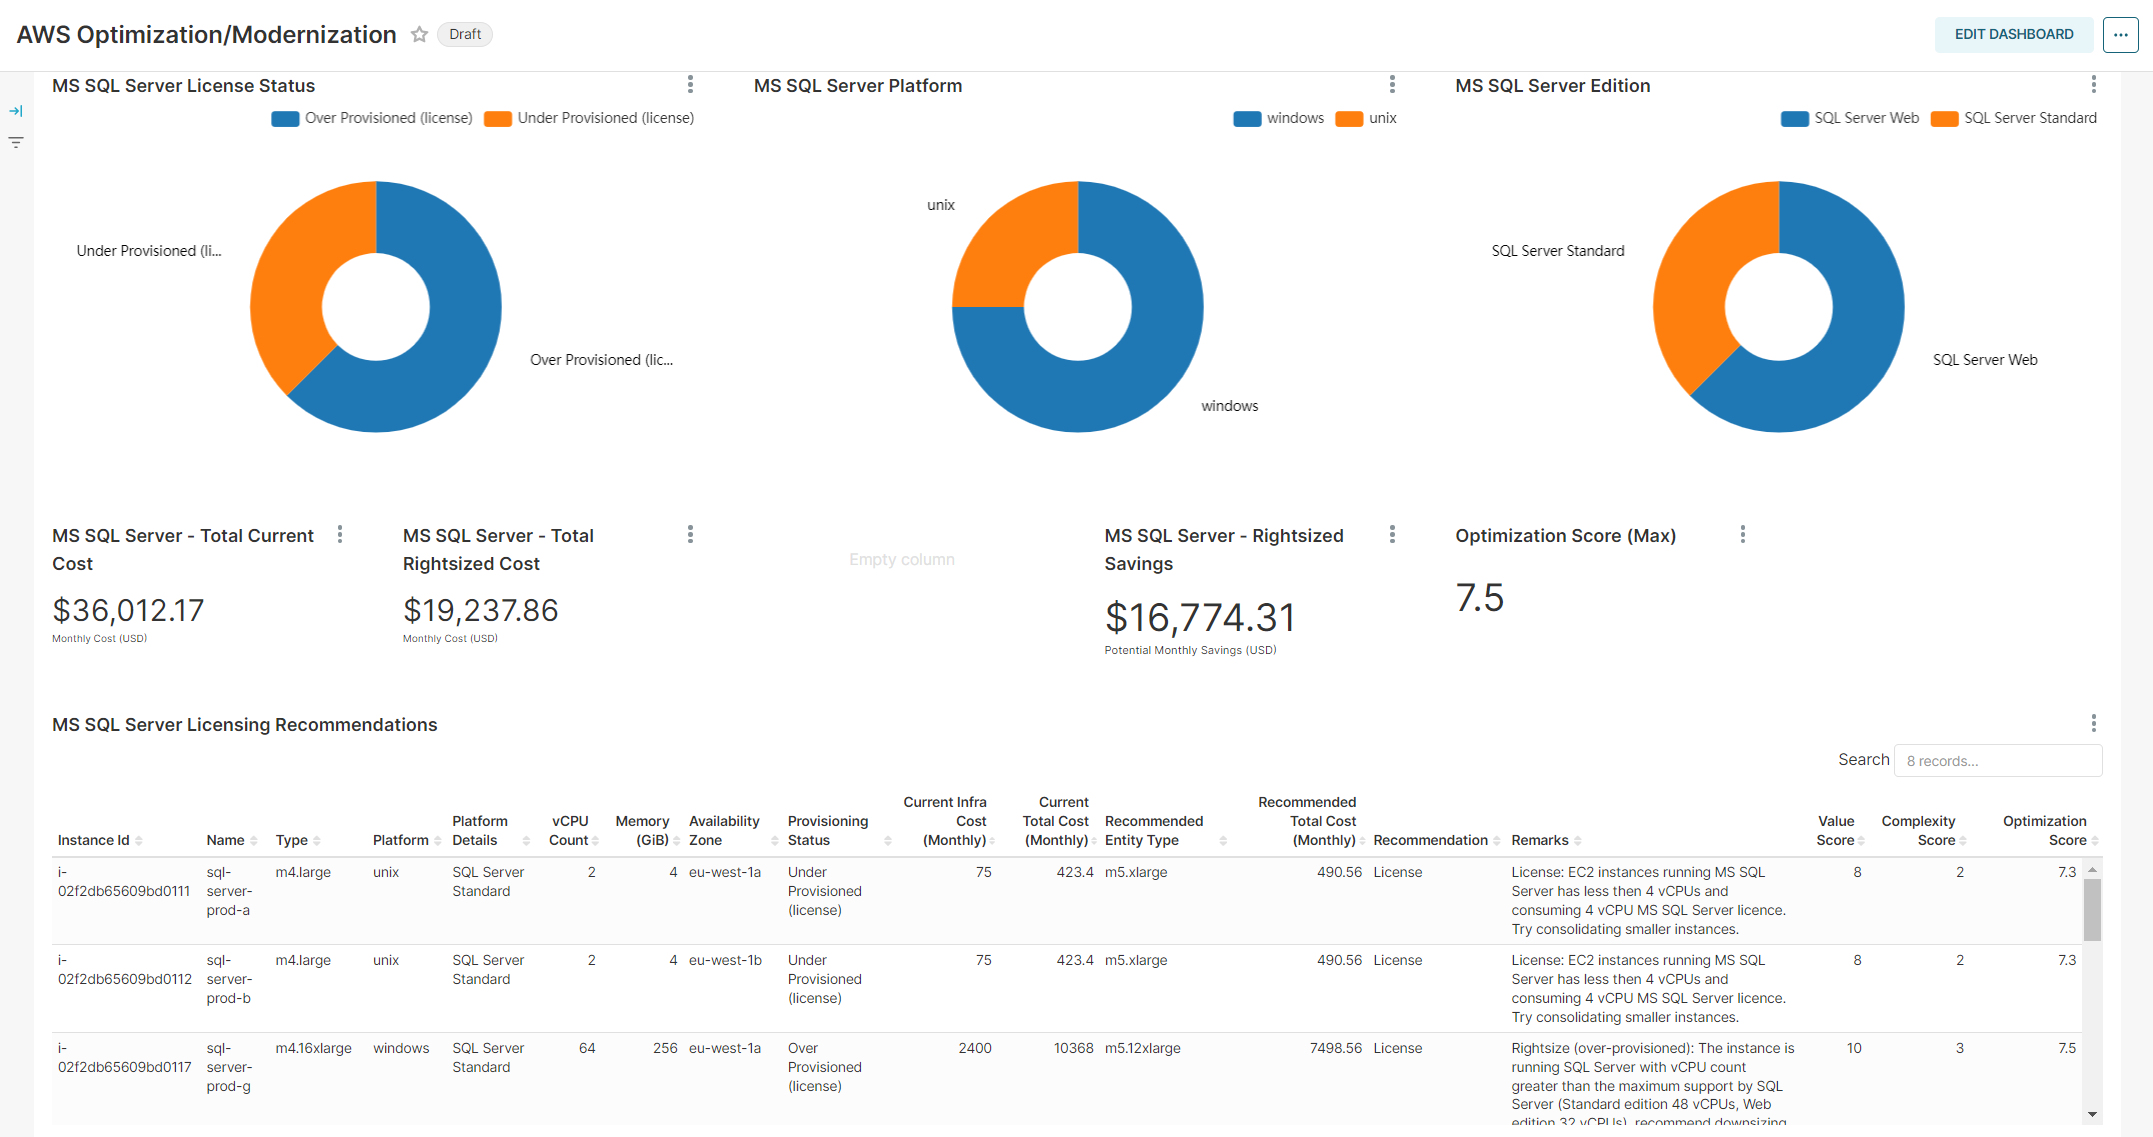 AWS Optimization/Modernization
Draft
EDIT DASHBOARD
MS SQL Server License Status
Over Provisioned (license)
Under Provisioned (license)
Under Provisioned (li...
Over Provisioned (lic...
MS SQL Server Platform
windows
unix
unix
windows
MS SQL Server Edition
SQL Server Web
SQL Server Standard
SQL Server Standard
SQL Server Web
MS SQL Server - Total Current
Cost
$36,012.17
Monthly Cost (USD)
MS SQL Server - Total
Rightsized Cost
$19,237.86
Monthly Cost (USD)
Empty column
MS SQL Server - Rightsized
Savings
$16,774.31
Potential Monthly Savings (USD)
Optimization Score (Max)
7.5
MS SQL Server Licensing Recommendations
Search
8 records...
Instance Id
Name
Type
Platform
Platform
Details
vCPU
Count
Memory
(GiB)
Availability
Zone
Provisioning
Status
Current Infra
Cost
(Monthly)
Current
Total Cost
(Monthly)
Recommended
Entity Type
Recommended
Total Cost
(Monthly)
Recommendation
Remarks
Value
Score
Complexity
Score
Optimization
Score
i-
02f2db65609bd0111
sql-
server-
prod-a
m4.large
unix
SQL Server
Standard
2
4
eu-west-1a
Under
Provisioned
(license)
75
423.4
m5.xlarge
490.56
License
License: EC2 instances running MS SQL
Server has less then 4 vCPUs and
consuming 4 vCPU MS SQL Server licence.
Try consolidating smaller instances.
8
2
7.3
i-
02f2db65609bd0112
sql-
server-
prod-b
m4.large
unix
SQL Server
Standard
2
4
eu-west-1b
Under
Provisioned
(license)
75
423.4
m5.xlarge
490.56
License
License: EC2 instances running MS SQL
Server has less then 4 vCPUs and
consuming 4 vCPU MS SQL Server licence.
Try consolidating smaller instances.
8
2
7.3
i-
02f2db65609bd0117
sql-
server-
prod-g
m4.16xlarge
windows
SQL Server
Standard
64
256
eu-west-1a
Over
Provisioned
(license)
2400
10368
m5.12xlarge
7498.56
License
Rightsize (over-provisioned): The instance is
running SQL Server with vCPU count
greater than the maximum support by SQL
Server (Standard edition 48 vCPUs, Web
edition 32 vCPUs), recommend downsizing
10
3
7.5